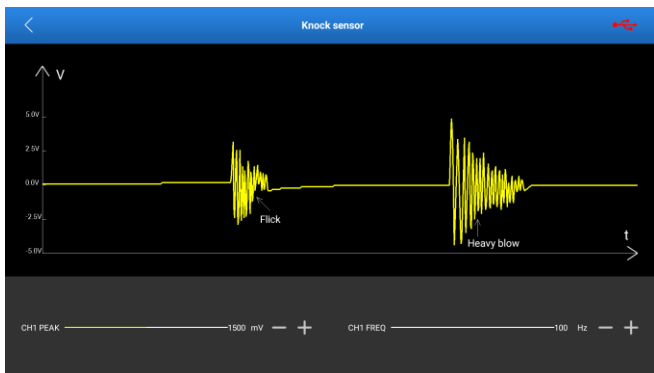 Knock sensor
V
5.0V
2.5V
0.0V
-2.5V
-5.0V
Flick
Heavy blow
t
CH1 PEAK 1500 mV
CH1 FREQ 100 Hz